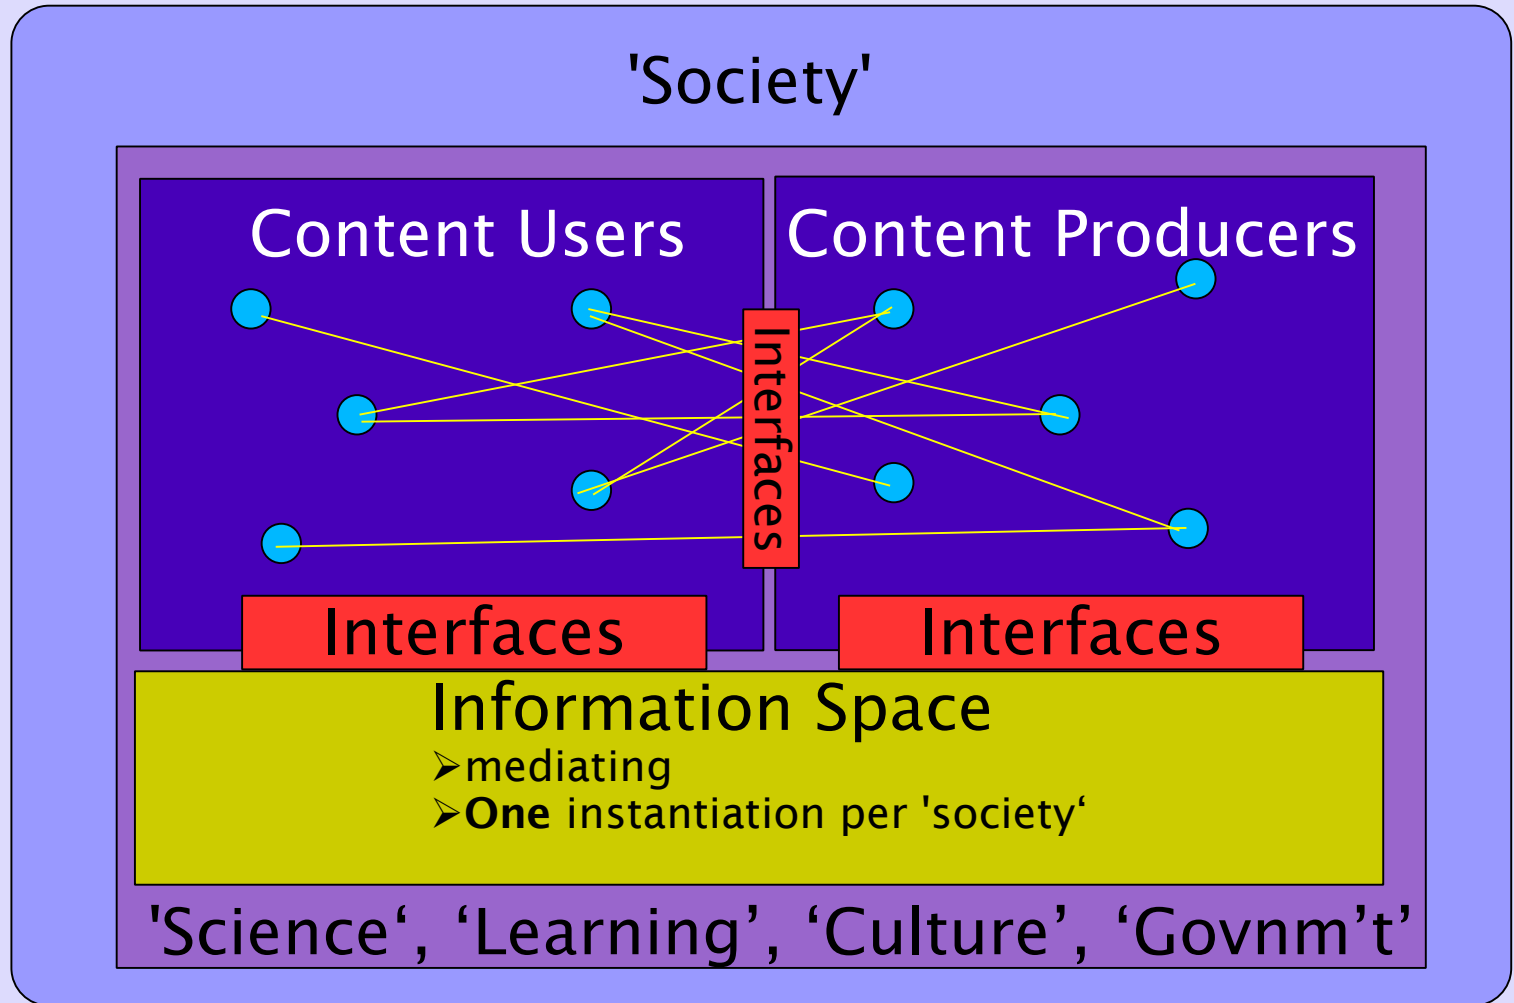 'Society'
Content Users
Content Producers
Interfaces
Interfaces
Interfaces
Information Space
➢mediating
➢One instantiation per 'society‘
'Science‘, ‘Learning’, ‘Culture’, ‘Govnm’t’